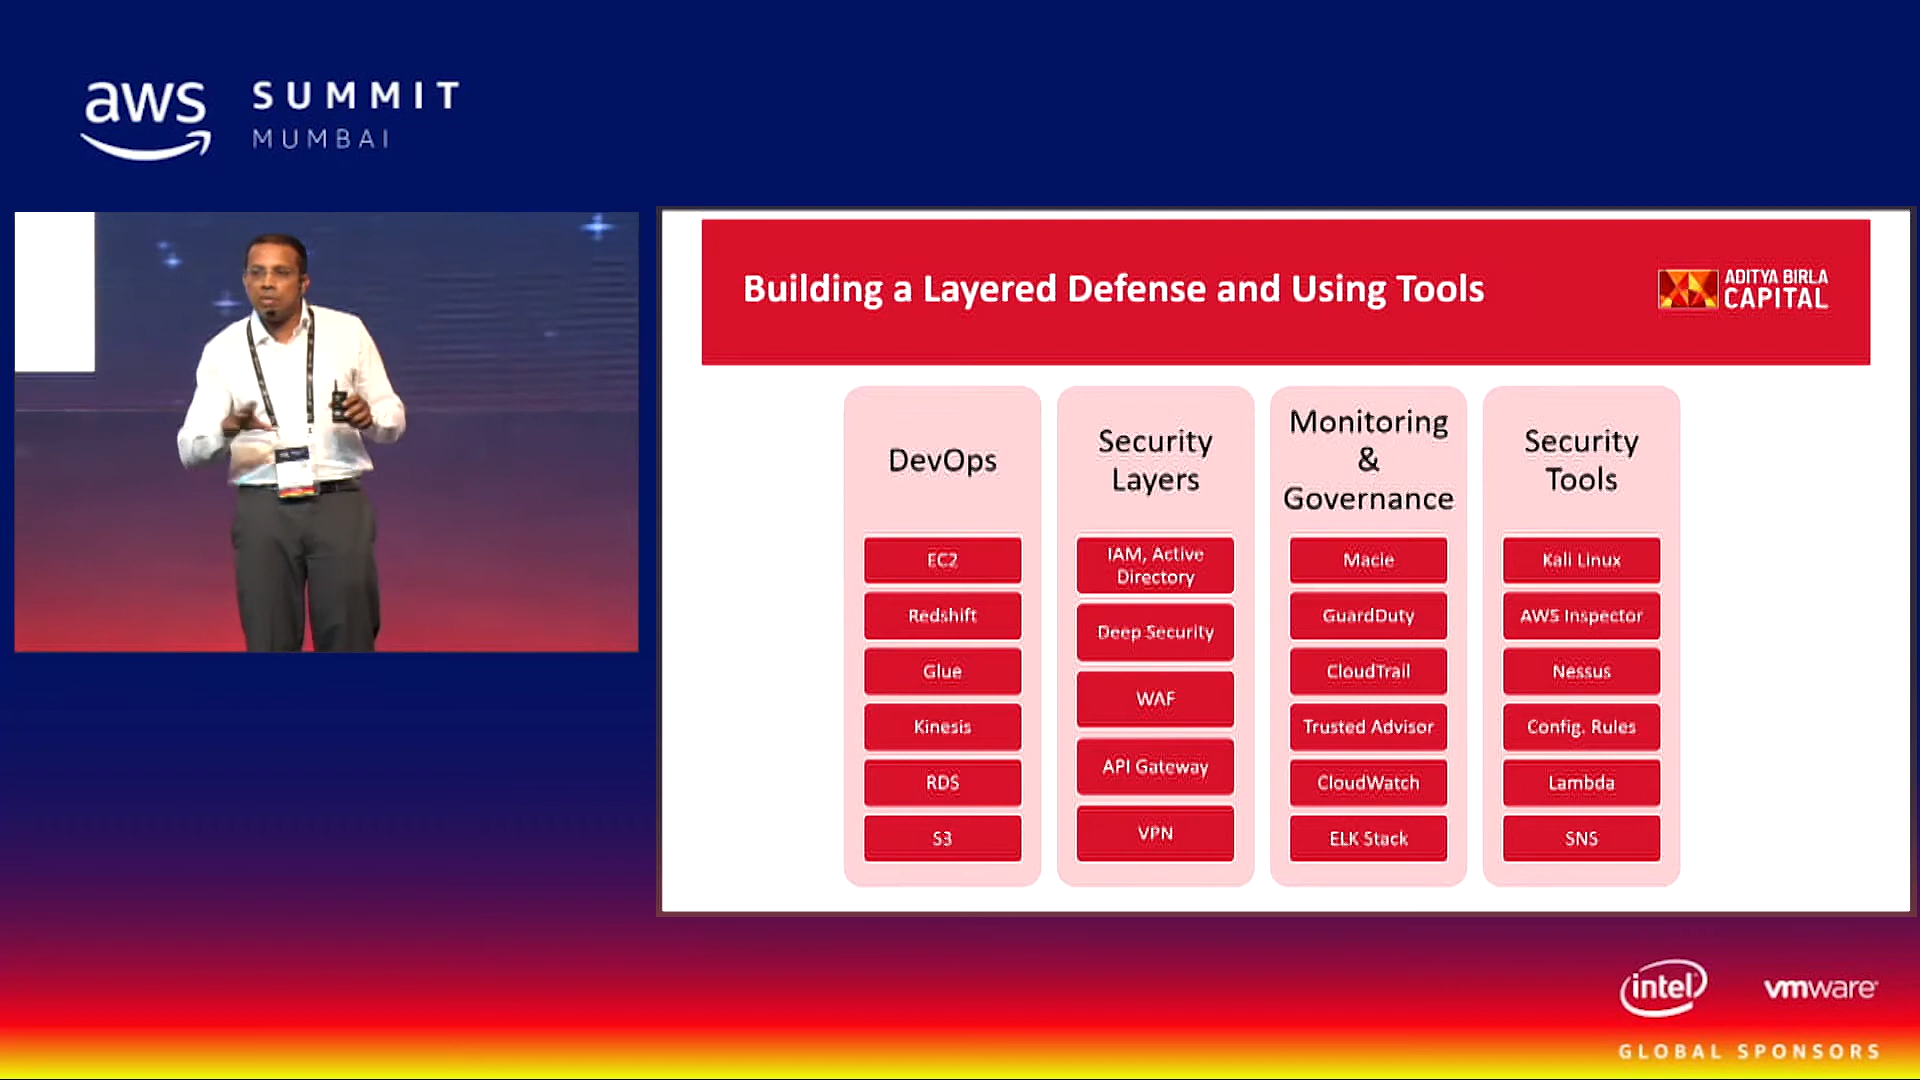 aws SUMMIT
MUMBAI
Building a Layered Defense and Using Tools
ADITYA BIRLA
CAPITAL
DevOps
EC2
Redshift
Glue
Kinesis
RDS
S3
Security
Layers
IAM, Active
Directory
Deep Security
WAF
API Gateway
VPN
Monitoring
&
Governance
Macie
GuardDuty
CloudTrail
Trusted Advisor
CloudWatch
ELK Stack
Security
Tools
Kali Linux
AWS Inspector
Nessus
Config. Rules
Lambda
SNS
intel
vmware
GLOBAL SPONSORS